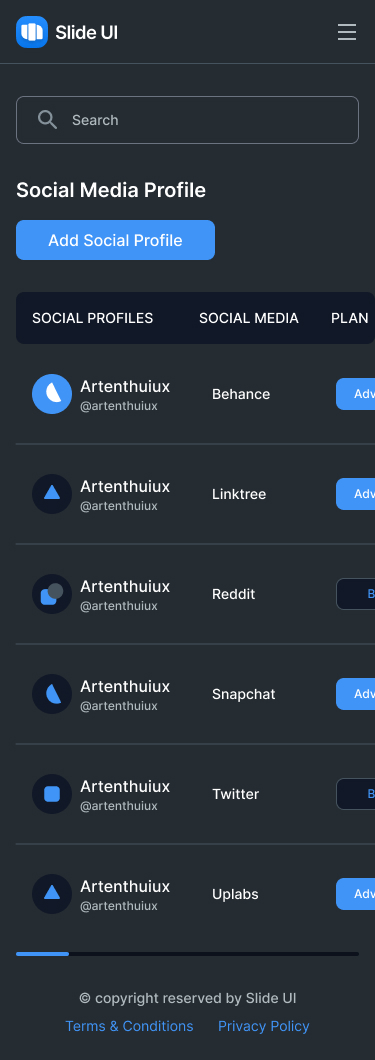 Slide UI
Search
Social Media Profile
Add Social Profile
SOCIAL PROFILES SOCIAL MEDIA PLAN
Artenthuiux
@artenthuiux
Behance
Adv
Artenthuiux
@artenthuiux
Linktree
Adv
Artenthuiux
@artenthuiux
Reddit
B
Artenthuiux
@artenthuiux
Snapchat
Adv
Artenthuiux
@artenthuiux
Twitter
B
Artenthuiux
@artenthuiux
Uplabs
Adv
© copyright reserved by Slide UI
Terms & Conditions Privacy Policy